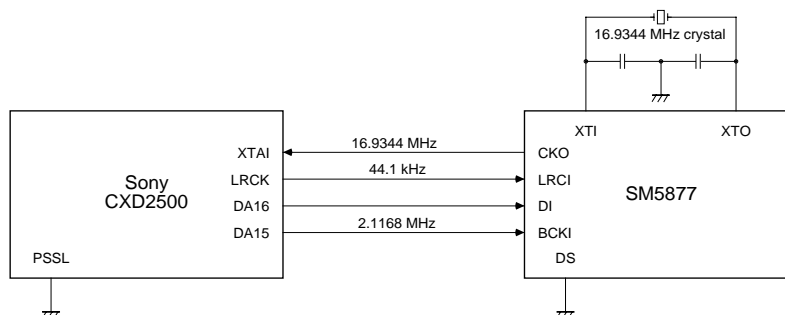 16.9344 MHz crystal
XTI
XTO
XTAI
16.9344 MHz
CKO
Sony
CXD2500
LRCK
44.1 kHz
LRCI
SM5877
DA16
DI
DA15
2.1168 MHz
BCKI
PSSL
DS